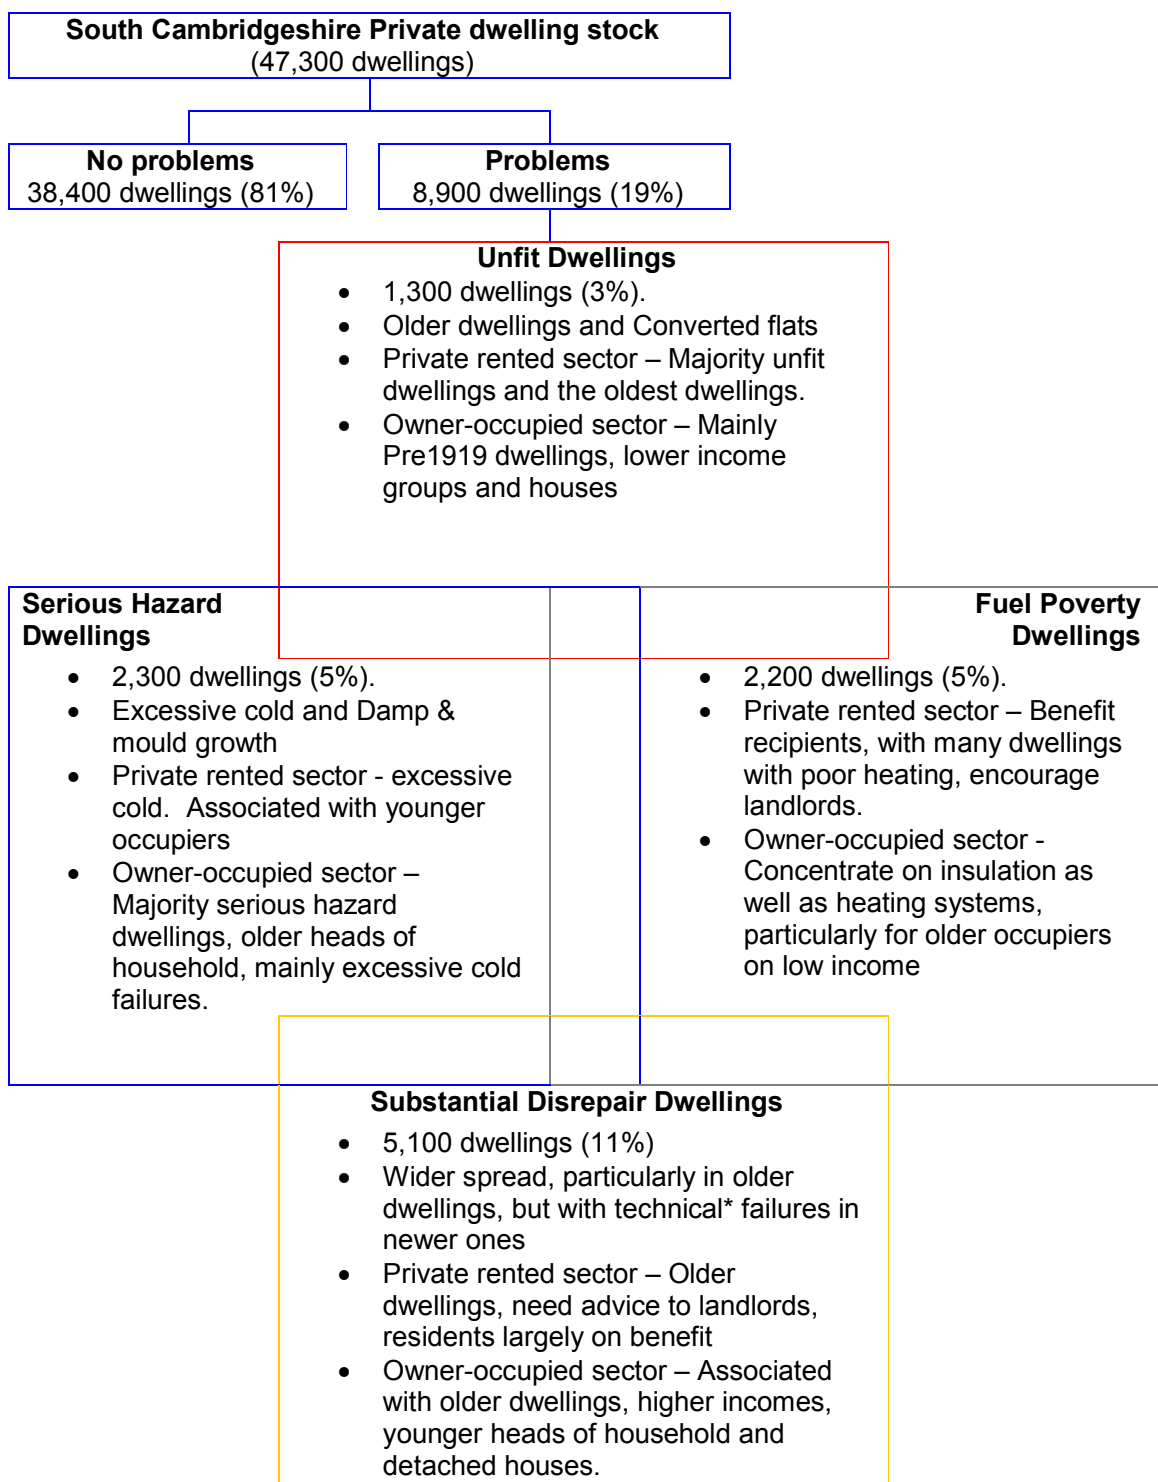 South Cambridgeshire Private dwelling stock
(47,300 dwellings)
No problems
38,400 dwellings (81%)
Problems
8,900 dwellings (19%)
Unfit Dwellings
• 1,300 dwellings (3%).
• Older dwellings and Converted flats
• Private rented sector – Majority unfit
dwellings and the oldest dwellings.
• Owner-occupied sector – Mainly
Pre1919 dwellings, lower income
groups and houses
Serious Hazard
Dwellings
• 2,300 dwellings (5%).
• Excessive cold and Damp &
mould growth
• Private rented sector - excessive
cold.  Associated with younger
occupiers
• Owner-occupied sector –
Majority serious hazard
dwellings, older heads of
household, mainly excessive cold
failures.
Fuel Poverty
Dwellings
• 2,200 dwellings (5%).
• Private rented sector – Benefit
recipients, with many dwellings
with poor heating, encourage
landlords.
• Owner-occupied sector -
Concentrate on insulation as
well as heating systems,
particularly for older occupiers
on low income
Substantial Disrepair Dwellings
• 5,100 dwellings (11%)
• Wider spread, particularly in older
dwellings, but with technical* failures in
newer ones
• Private rented sector – Older
dwellings, need advice to landlords,
residents largely on benefit
• Owner-occupied sector – Associated
with older dwellings, higher incomes,
younger heads of household and
detached houses.